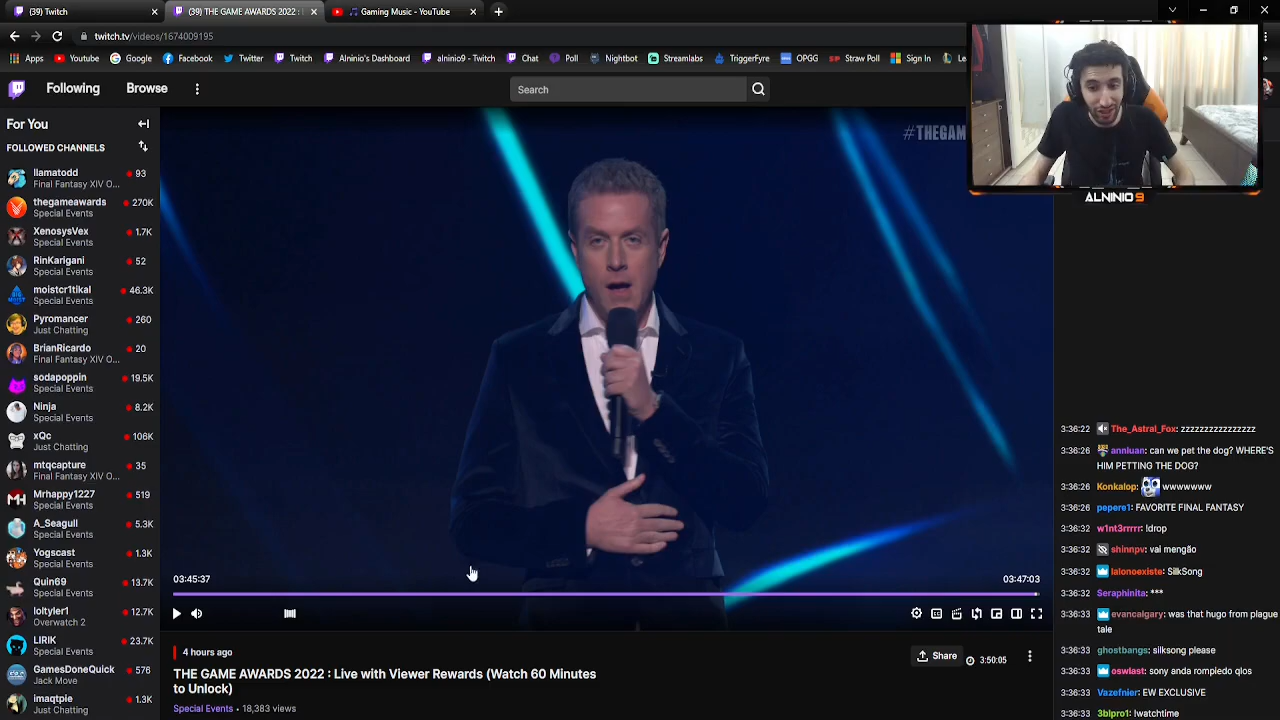 (39) Twitch
(39) THE GAME AWARDS 2022 :
Gaming Music - YouTube
twitch.tv/videos/1674009195
Apps
Youtube
Google
Facebook
Twitter
Twitch
Alninio's Dashboard
alninio9 - Twitch
Chat
Poll
Nightbot
Streamlabs
TriggerFyre
OPGG
Straw Poll
Sign In
Le
Following
Browse
Search
For You
FOLLOWED CHANNELS
llamatodd 93
Final Fantasy XIV O...
thegameawards 270K
Special Events
XenosysVex 1.7K
Special Events
RinKarigani 52
Special Events
moistcr1tikal 46.3K
Special Events
Pyromancer 260
Just Chatting
BrianRicardo 20
Final Fantasy XIV O...
sodapoppin 19.5K
Special Events
Ninja 8.2K
Special Events
xQc 106K
Just Chatting
mtqcapture 35
Final Fantasy XIV O...
Mrhappy1227 519
Special Events
A_Seagull 5.3K
Special Events
Yogscast 1.3K
Special Events
Quin69 13.7K
Special Events
loltyler1 12.7K
Overwatch 2
LIRIK 23.7K
Special Events
GamesDoneQuick 576
Jack Move
imaqtpie 1.3K
Special Events
#THEGAM
ALNINIO 9
03:45:37
03:47:03
4 hours ago
THE GAME AWARDS 2022 : Live with Viewer Rewards (Watch 60 Minutes
to Unlock)
Special Events • 18,383 views
Share
3:50:05
3:36:22 The_Astral_Fox: zzzzzzzzzzzzzzz
3:36:26 annluan: can we pet the dog? WHERE'S
HIM PETTING THE DOG?
3:36:26 Konkalop: wwwwwww
3:36:26 pepere1: FAVORITE FINAL FANTASY
3:36:32 w1nt3rrrrr: !drop
3:36:32 shinnpv: vai mengão
3:36:32 lalonoexiste: SilkSong
3:36:32 Seraphinita: ***
3:36:33 evancalgary: was that hugo from plague
tale
3:36:33 ghostbangs: silksong please
3:36:33 oswlast: sony anda rompiedo qlos
3:36:33 Vazefnier: EW EXCLUSIVE
3:36:33 3blpro1: !watchtime